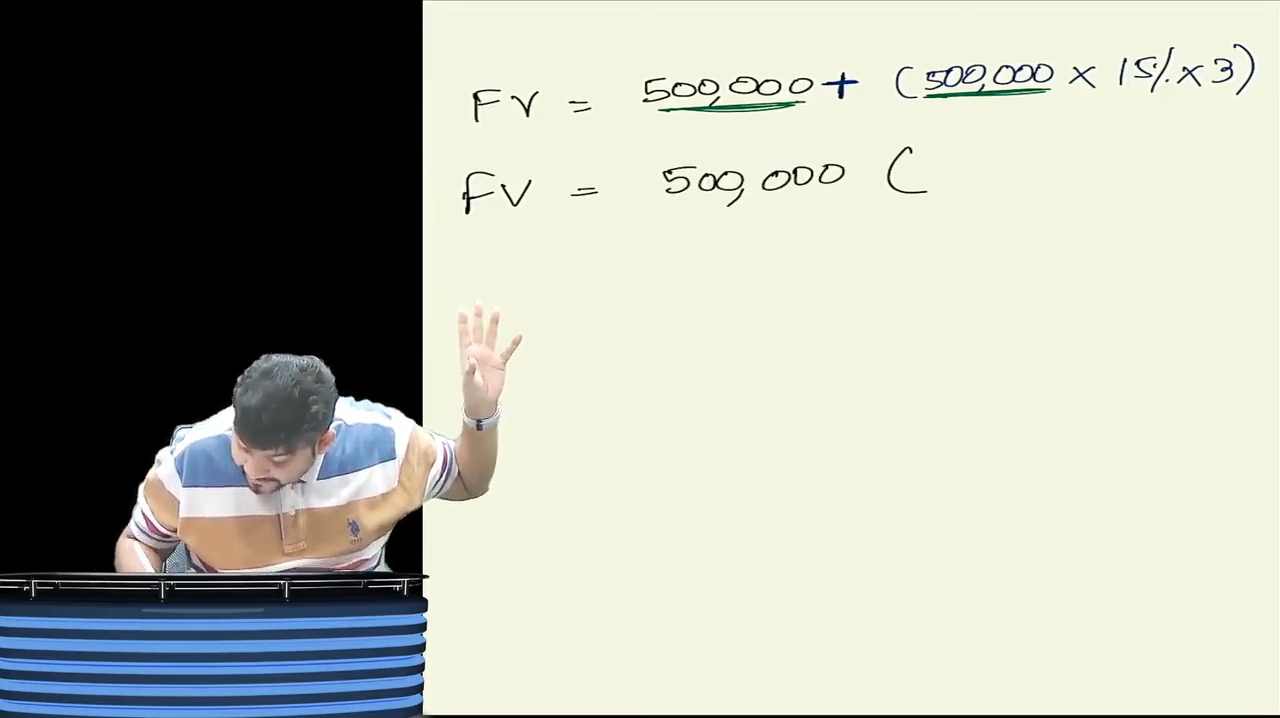 FV = 500,000 + (500,000 × 15% × 3)
FV = 500,000 (